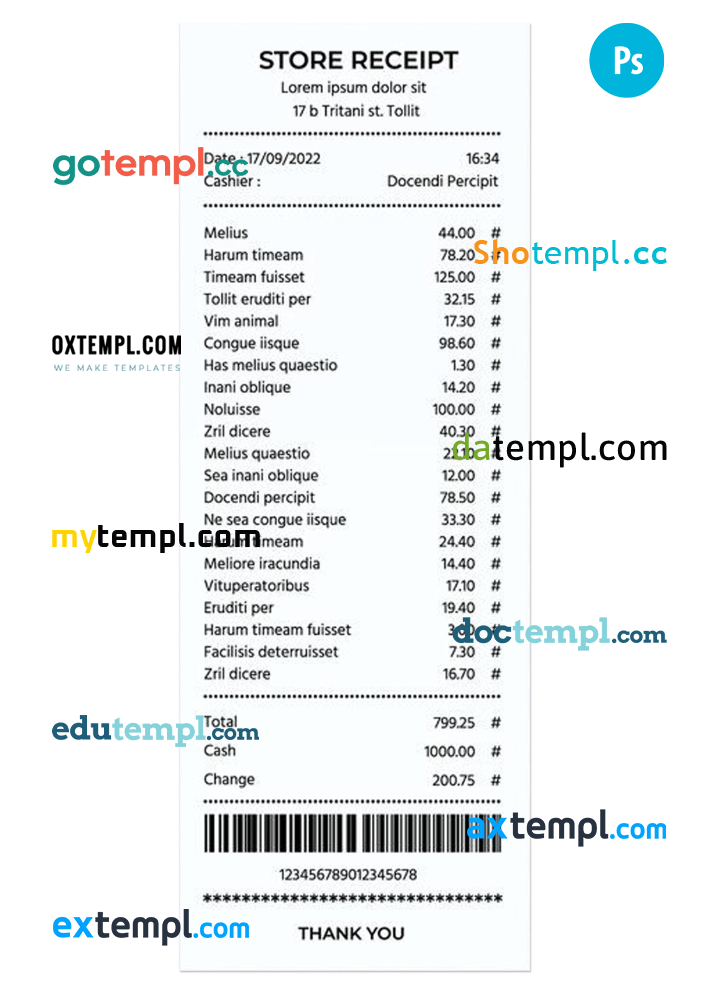 STORE RECEIPT
Ps
Lorem ipsum dolor sit
17 b Tritani st. Tollit
gotempl.cc
Date : 17/09/2022 16:34
Cashier : Docendi Percipit
Melius 44.00 #
Shotempl.cc
Harum timeam 78.20 #
Timeam fuisset 125.00 #
Tollit eruditi per 32.15 #
Vim animal 17.30 #
OXTEMPL.COM
Congue iisque 98.60 #
WE MAKE TEMPLATES
Has melius quaestio 1.30 #
Inani oblique 14.20 #
Noluisse 100.00 #
Zril dicere 40.30 #
datempl.com
Melius quaestio 22.10 #
Sea inani oblique 12.00 #
Docendi percipit 78.50 #
Ne sea congue iisque 33.30 #
mytempl.com
Harum timeam 24.40 #
Meliore iracundia 14.40 #
Vituperatoribus 17.10 #
Eruditi per 19.40 #
doctempl.com
Harum timeam fuisset #
Facilisis deterruisset 7.30 #
Zril dicere 16.70 #
Total 799.25 #
edutempl.com
Cash 1000.00 #
Change 200.75 #
axtempl.com
123456789012345678
*******************************
extempl.com
THANK YOU